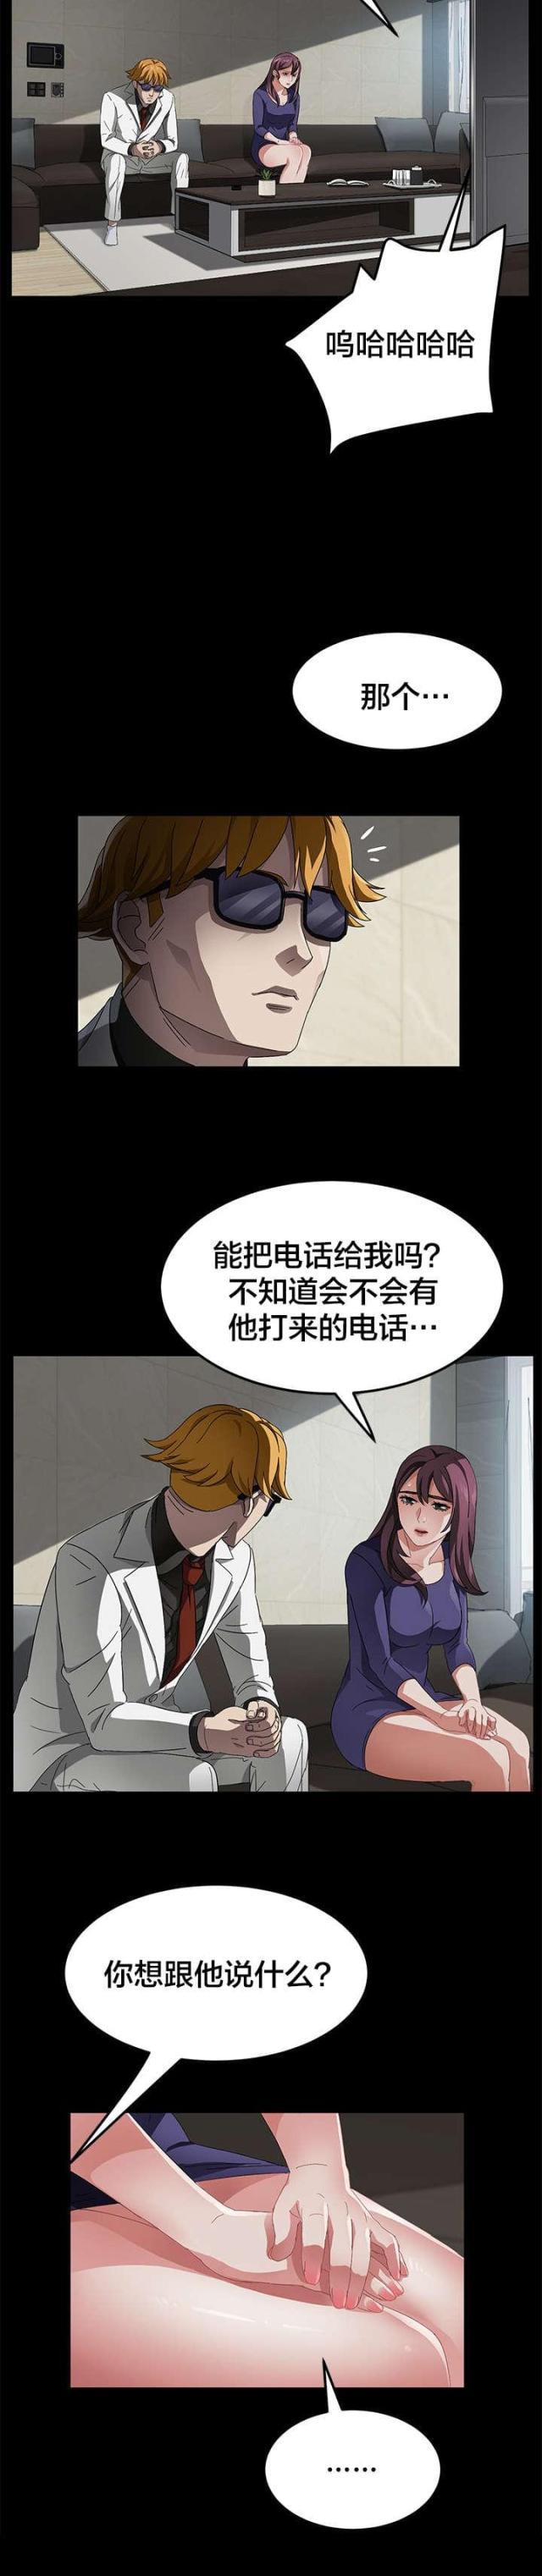 呜哈哈哈哈
那个…
能把电话给我吗?
不知道会不会有
他打来的电话…
你想跟他说什么?
……